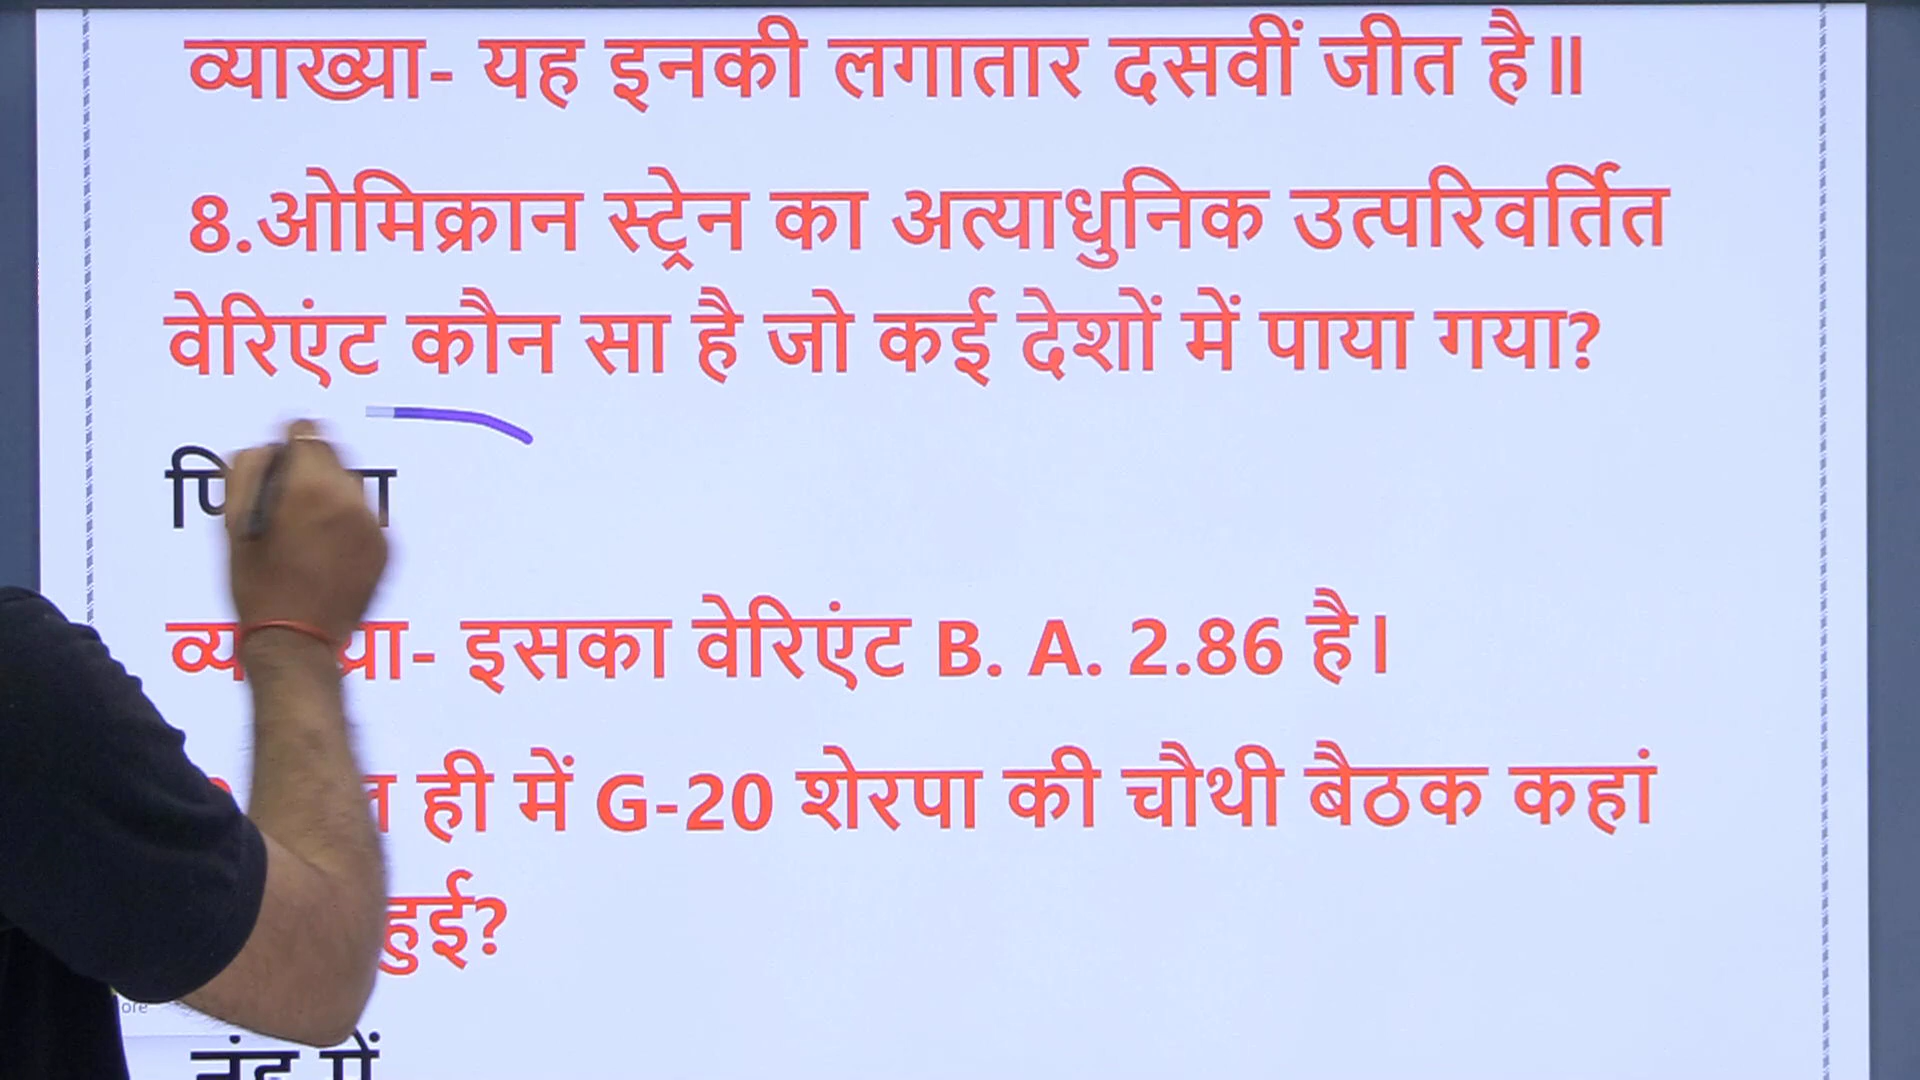 व्याख्या- यह इनकी लगातार दसवीं जीत है॥
8.ओमिक्रान स्ट्रेन का अत्याधुनिक उत्परिवर्तित
वेरिएंट कौन सा है जो कई देशों में पाया गया?
इसका वेरिएंट B. A. 2.86 है।
ही में G-20 शेरपा की चौथी बैठक कहां
हुई?
में